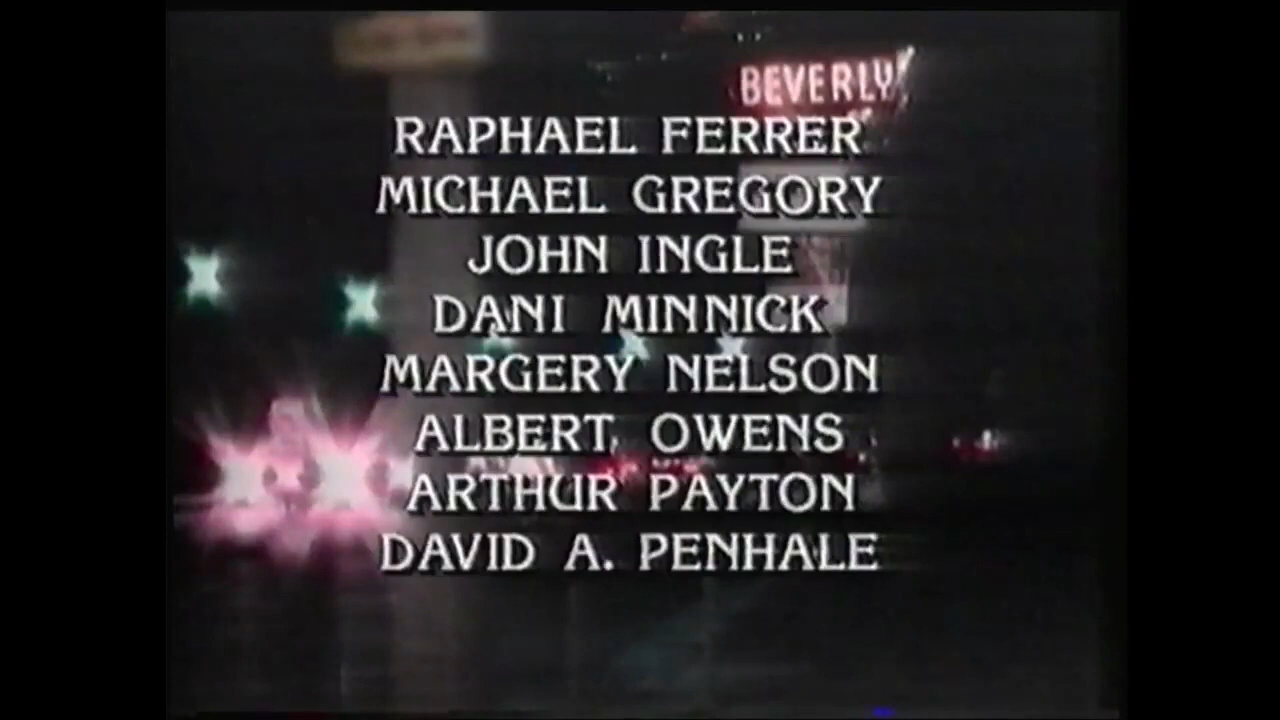 BEVERLY
RAPHAEL FERRER
MICHAEL GREGORY
JOHN INGLE
DANI MINNICK
MARGERY NELSON
ALBERT OWENS
ARTHUR PAYTON
DAVID A. PENHALE